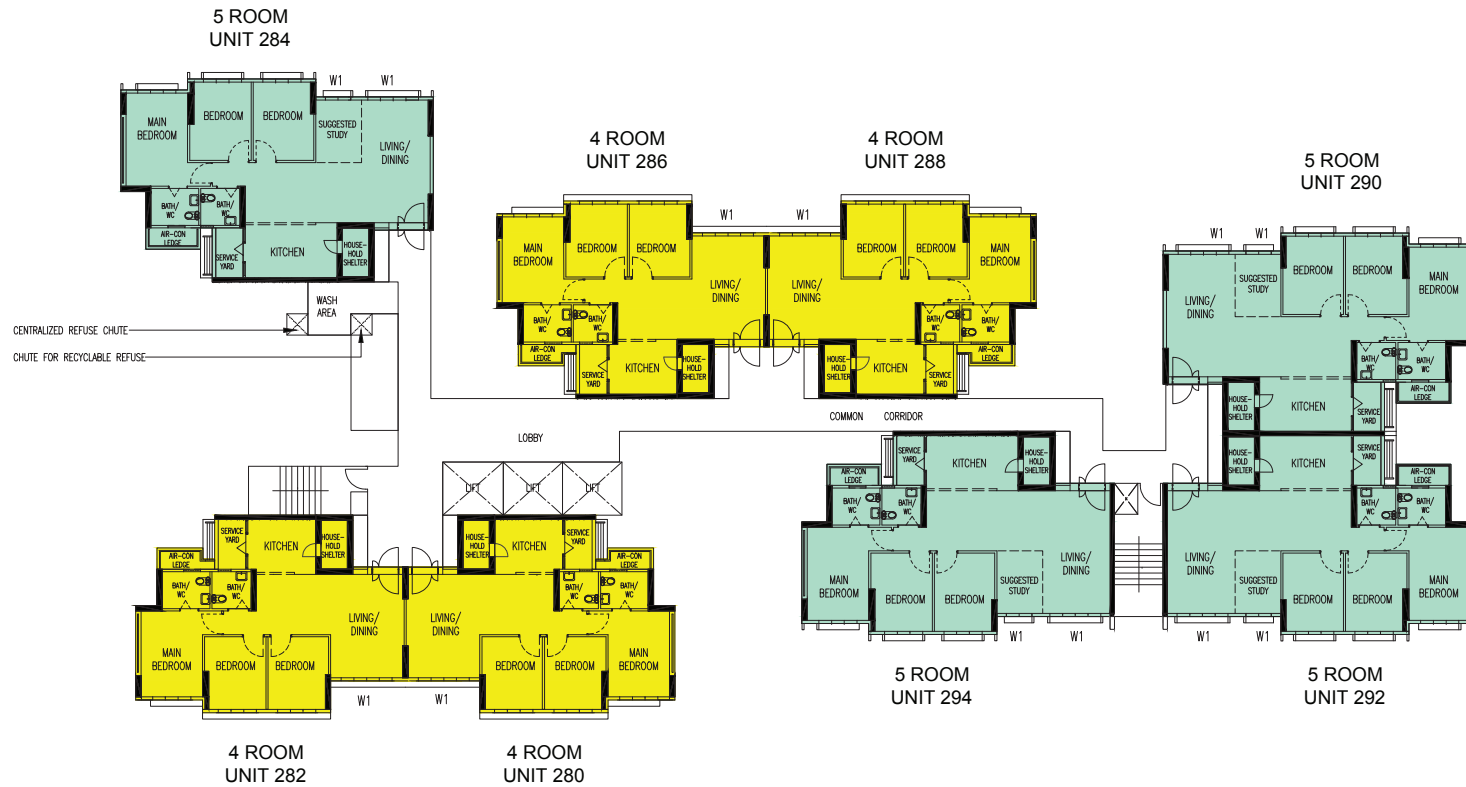 5 ROOM
UNIT 284
W1
W1
MAIN
BEDROOM
BEDROOM
BEDROOM
SUGGESTED
STUDY
LIVING/
DINING
BATH/
WC
BATH/
WC
AIR-CON
LEDGE
SERVICE
YARD
KITCHEN
HOUSE-
HOLD
SHELTER
WASH
AREA
CENTRALIZED REFUSE CHUTE
CHUTE FOR RECYCLABLE REFUSE
4 ROOM
UNIT 286
W1
MAIN
BEDROOM
BEDROOM
BEDROOM
LIVING/
DINING
BATH/
WC
BATH/
WC
AIR-CON
LEDGE
SERVICE
YARD
KITCHEN
HOUSE-
HOLD
SHELTER
4 ROOM
UNIT 288
W1
LIVING/
DINING
BEDROOM
BEDROOM
MAIN
BEDROOM
BATH/
WC
BATH/
WC
AIR-CON
LEDGE
HOUSE-
HOLD
SHELTER
KITCHEN
SERVICE
YARD
5 ROOM
UNIT 290
W1
W1
LIVING/
DINING
SUGGESTED
STUDY
BEDROOM
BEDROOM
MAIN
BEDROOM
BATH/
WC
BATH/
WC
AIR-CON
LEDGE
HOUSE-
HOLD
SHELTER
KITCHEN
SERVICE
YARD
COMMON CORRIDOR
LOBBY
LIFT
LIFT
LIFT
SERVICE
YARD
KITCHEN
HOUSE-
HOLD
SHELTER
AIR-CON
LEDGE
BATH/
WC
BATH/
WC
MAIN
BEDROOM
BEDROOM
BEDROOM
LIVING/
DINING
W1
4 ROOM
UNIT 282
HOUSE-
HOLD
SHELTER
KITCHEN
SERVICE
YARD
AIR-CON
LEDGE
BATH/
WC
BATH/
WC
LIVING/
DINING
BEDROOM
BEDROOM
MAIN
BEDROOM
W1
4 ROOM
UNIT 280
SERVICE
YARD
KITCHEN
HOUSE-
HOLD
SHELTER
AIR-CON
LEDGE
BATH/
WC
BATH/
WC
MAIN
BEDROOM
BEDROOM
BEDROOM
SUGGESTED
STUDY
LIVING/
DINING
W1
W1
5 ROOM
UNIT 294
HOUSE-
HOLD
SHELTER
KITCHEN
SERVICE
YARD
AIR-CON
LEDGE
BATH/
WC
BATH/
WC
LIVING/
DINING
SUGGESTED
STUDY
BEDROOM
BEDROOM
MAIN
BEDROOM
W1
W1
5 ROOM
UNIT 292